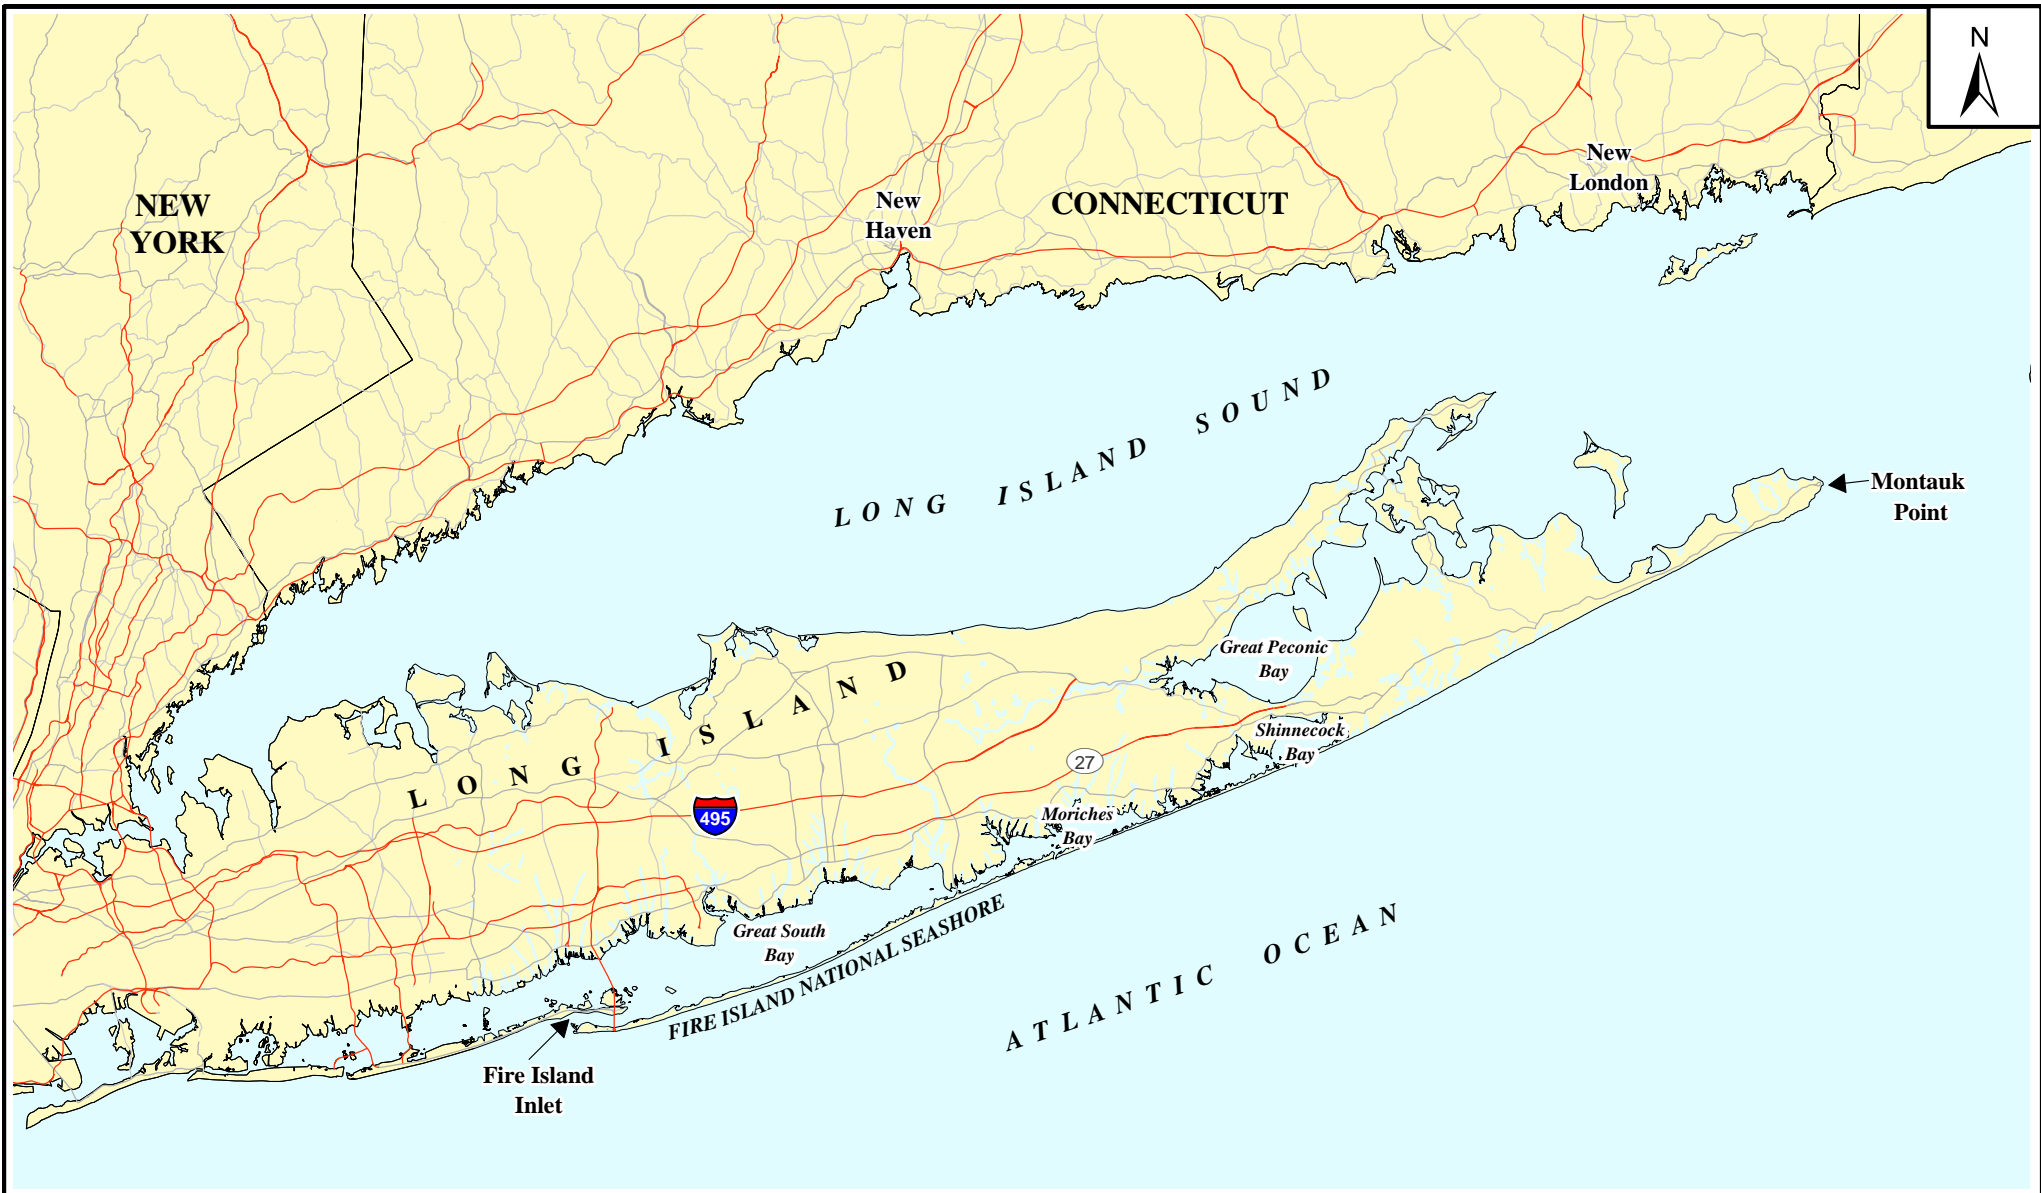 N
NEW
YORK
New
Haven
CONNECTICUT
New
London
LONG ISLAND SOUND
Montauk
Point
Great Peconic
Bay
LONG ISLAND
Shinnecock
Bay
27
495
Moriches
Bay
Great South
Bay
FIRE ISLAND NATIONAL SEASHORE
ATLANTIC OCEAN
Fire Island
Inlet